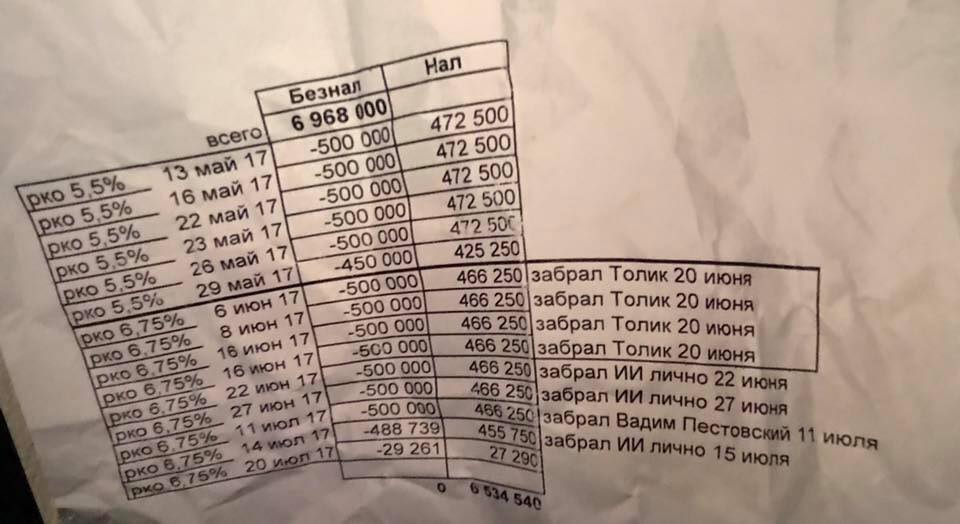 Безнал Нал
всего 6 968 000
рко 5,5% 13 май 17 -500 000 472 500
рко 5,5% 16 май 17 -500 000 472 500
рко 5,5% 22 май 17 -500 000 472 500
рко 5,5% 23 май 17 -500 000 472 500
рко 5,5% 26 май 17 -500 000 472 500
рко 5,5% 29 май 17 -450 000 425 250
рко 6,75% 6 июн 17 -500 000 466 250 забрал Толик 20 июня
рко 6,75% 8 июн 17 -500 000 466 250 забрал Толик 20 июня
рко 6,75% 16 июн 17 -500 000 466 250 забрал Толик 20 июня
рко 6,75% 16 июн 17 -500 000 466 250 забрал Толик 20 июня
рко 6,75% 22 июн 17 -500 000 466 250 забрал ИИ лично 22 июня
рко 6,75% 27 июн 17 -500 000 466 250 забрал ИИ лично 27 июня
рко 6,75% 11 июл 17 -500 000 466 250 забрал Вадим Пестовский 11 июля
рко 6,75% 14 июл 17 -488 739 455 750 забрал ИИ лично 15 июля
рко 6,75% 20 июл 17 -29 261 27 290
0 6 534 540